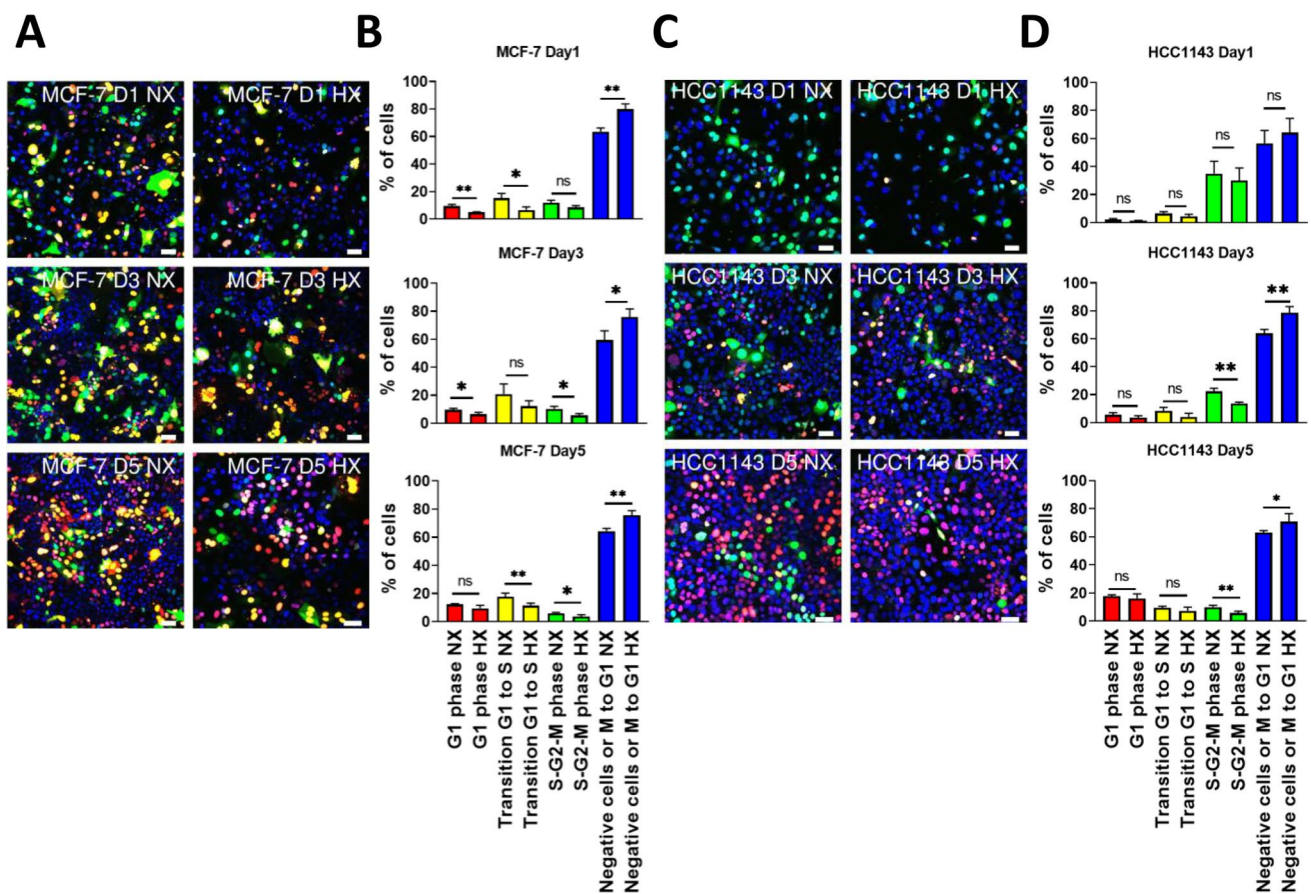 A
B
C
D
MCF-7 D1 NX
MCF-7 D1 HX
MCF-7 D3 NX
MCF-7 D3 HX
MCF-7 D5 NX
MCF-7 D5 HX
MCF-7 Day1
% of cells
100
80
60
40
20
0
**
*
ns
**
MCF-7 Day3
% of cells
100
80
60
40
20
0
*
ns
*
*
MCF-7 Day5
% of cells
100
80
60
40
20
0
ns
**
*
**
G1 phase NX
G1 phase HX
Transition G1 to S NX
Transition G1 to S HX
S-G2-M phase NX
S-G2-M phase HX
Negative cells or M to G1 NX
Negative cells or M to G1 HX
HCC1143 D1 NX
HCC1143 D1 HX
HCC1143 D3 NX
HCC1143 D3 HX
HCC1143 D5 NX
HCC1143 D5 HX
HCC1143 Day1
% of cells
100
80
60
40
20
0
ns
ns
ns
ns
HCC1143 Day3
% of cells
100
80
60
40
20
0
ns
ns
**
**
HCC1143 Day5
% of cells
100
80
60
40
20
0
ns
ns
**
*
G1 phase NX
G1 phase HX
Transition G1 to S NX
Transition G1 to S HX
S-G2-M phase NX
S-G2-M phase HX
Negative cells or M to G1 NX
Negative cells or M to G1 HX